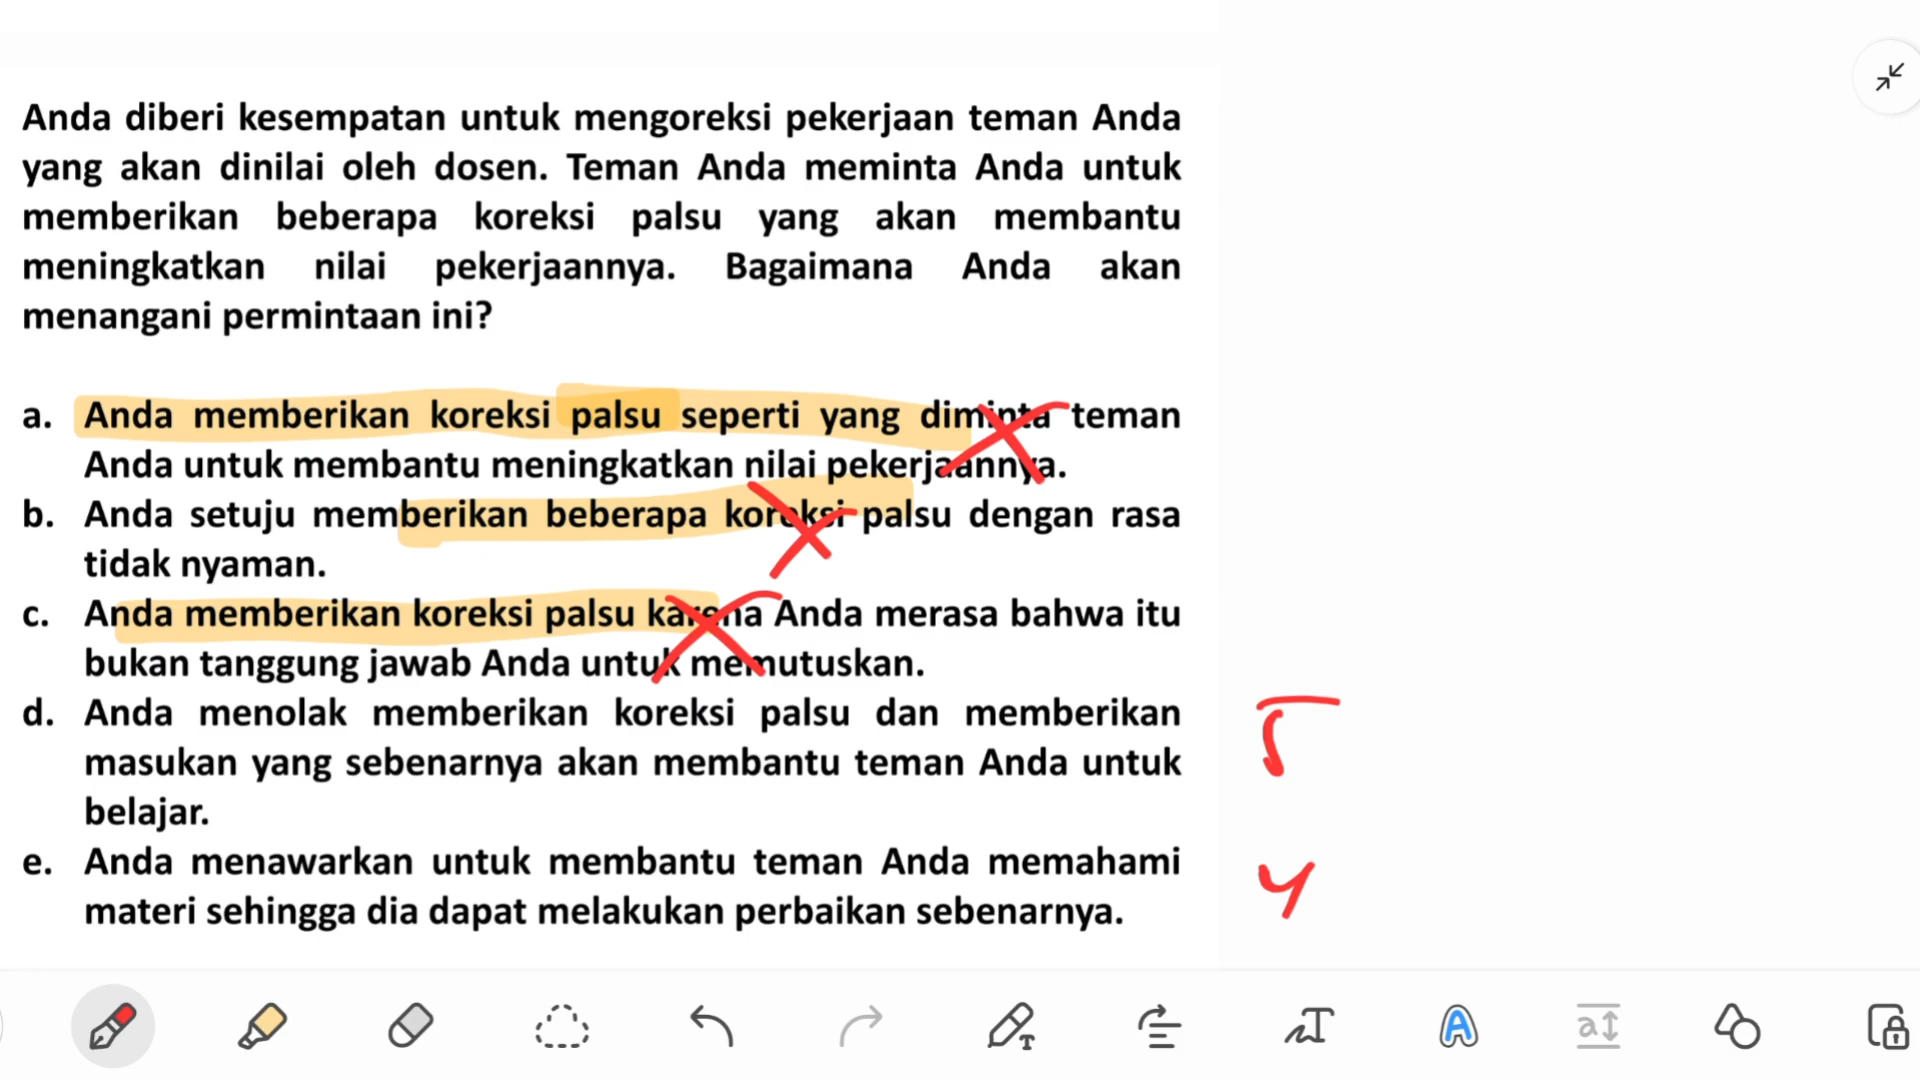 Anda diberi kesempatan untuk mengoreksi pekerjaan teman Anda
yang akan dinilai oleh dosen. Teman Anda meminta Anda untuk
memberikan beberapa koreksi palsu yang akan membantu
meningkatkan nilai pekerjaannya. Bagaimana Anda akan
menangani permintaan ini?
a. Anda memberikan koreksi palsu seperti yang diminta teman
Anda untuk membantu meningkatkan nilai pekerjaannya.
b. Anda setuju memberikan beberapa koreksi palsu dengan rasa
tidak nyaman.
c. Anda memberikan koreksi palsu karena Anda merasa bahwa itu
bukan tanggung jawab Anda untuk memutuskan.
d. Anda menolak memberikan koreksi palsu dan memberikan
masukan yang sebenarnya akan membantu teman Anda untuk
belajar.
5
e. Anda menawarkan untuk membantu teman Anda memahami
materi sehingga dia dapat melakukan perbaikan sebenarnya.
4